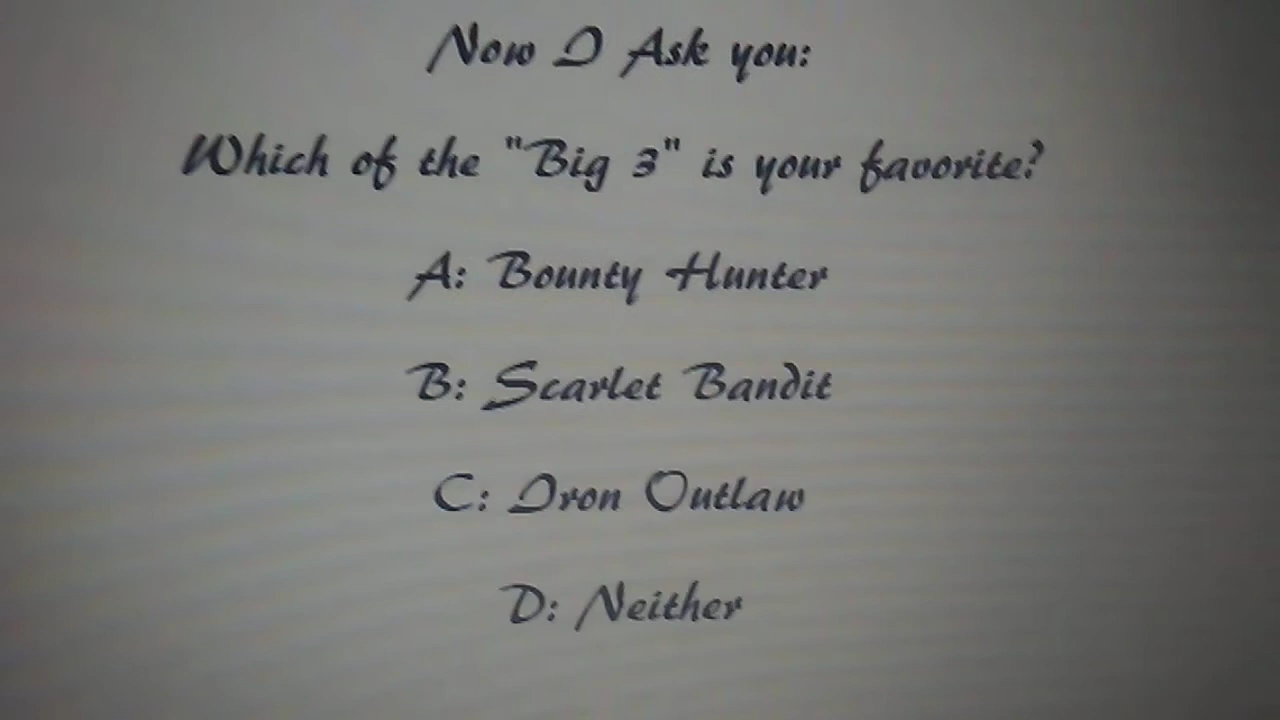 Now I Ask you:
Which of the "Big 3" is your favorite?
A: Bounty Hunter
B: Scarlet Bandit
C: Iron Outlaw
D: Neither